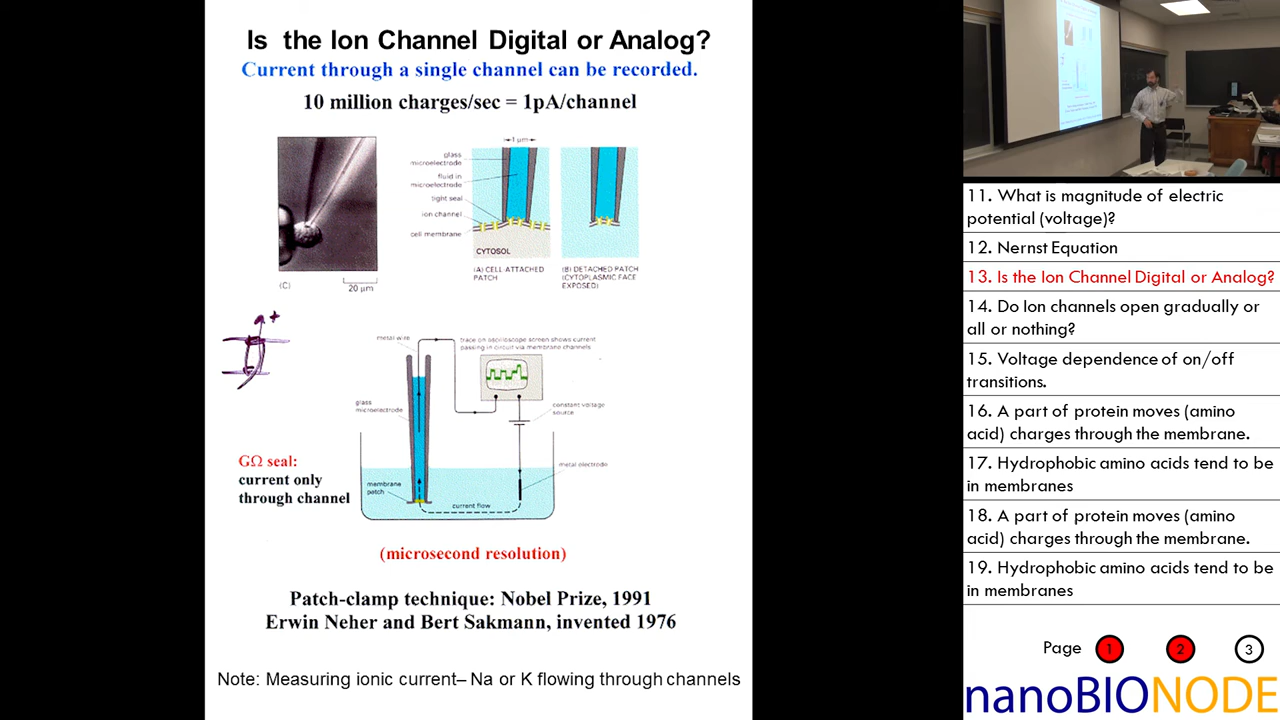 Is the Ion Channel Digital or Analog?
Current through a single channel can be recorded.
10 million charges/sec = 1pA/channel
1 µm
glass
microelectrode
fluid in
microelectrode
tight seal
ion channel
cell membrane
CYTOSOL
(A) CELL-ATTACHED
PATCH
(B) DETACHED PATCH
(CYTOPLASMIC FACE
EXPOSED)
(C)
20 µm
+
metal wire
trace on oscilloscope screen shows current
passing in circuit via membrane channels
glass
microelectrode
constant voltage
source
metal electrode
membrane
patch
current flow
GΩ seal:
current only
through channel
(microsecond resolution)
Patch-clamp technique: Nobel Prize, 1991
Erwin Neher and Bert Sakmann, invented 1976
Note: Measuring ionic current– Na or K flowing through channels
11. What is magnitude of electric
potential (voltage)?
12. Nernst Equation
13. Is the Ion Channel Digital or Analog?
14. Do Ion channels open gradually or
all or nothing?
15. Voltage dependence of on/off
transitions.
16. A part of protein moves (amino
acid) charges through the membrane.
17. Hydrophobic amino acids tend to be
in membranes
18. A part of protein moves (amino
acid) charges through the membrane.
19. Hydrophobic amino acids tend to be
in membranes
Page 1 2 3
nanoBIONODE